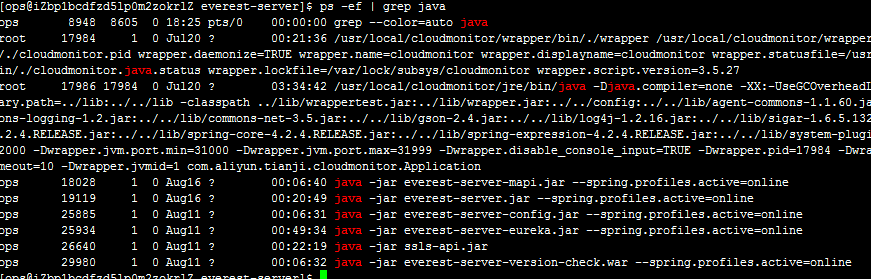 [ops@iZbp1bcdfzd5lp0m2zokrlZ everest-server]$ ps -ef | grep java
ops 8948 8605 0 18:25 pts/0 00:00:00 grep --color=auto java
root 17984 1 0 Jul20 ? 00:21:36 /usr/local/cloudmonitor/wrapper/bin/./wrapper /usr/local/cloudmonitor/wrapper
/./cloudmonitor.pid wrapper.daemonize=TRUE wrapper.name=cloudmonitor wrapper.displayname=cloudmonitor wrapper.statusfile=/usr
in/./cloudmonitor.java.status wrapper.lockfile=/var/lock/subsys/cloudmonitor wrapper.script.version=3.5.27
root 17986 17984 0 Jul20 ? 03:34:42 /usr/local/cloudmonitor/jre/bin/java -Djava.compiler=none -XX:-UseGCOverheadL
ary.path=../lib:../../lib -classpath ../lib/wrappertest.jar:../lib/wrapper.jar:../../config:../../lib/agent-commons-1.1.60.ja
ons-logging-1.2.jar:../../lib/commons-net-3.5.jar:../../lib/gson-2.4.jar:../../lib/log4j-1.2.16.jar:../../lib/sigar-1.6.5.132
.2.4.RELEASE.jar:../../lib/spring-core-4.2.4.RELEASE.jar:../../lib/spring-expression-4.2.4.RELEASE.jar:../../lib/system-plugi
2000 -Dwrapper.jvm.port.min=31000 -Dwrapper.jvm.port.max=31999 -Dwrapper.disable_console_input=TRUE -Dwrapper.pid=17984 -Dwra
meout=10 -Dwrapper.jvmid=1 com.aliyun.tianji.cloudmonitor.Application
ops 18028 1 0 Aug16 ? 00:06:40 java -jar everest-server-mapi.jar --spring.profiles.active=online
ops 19119 1 0 Aug16 ? 00:20:49 java -jar everest-server.jar --spring.profiles.active=online
ops 25885 1 0 Aug11 ? 00:06:31 java -jar everest-server-config.jar --spring.profiles.active=online
ops 25934 1 0 Aug11 ? 00:49:34 java -jar everest-server-eureka.jar --spring.profiles.active=online
ops 26640 1 0 Aug11 ? 00:22:19 java -jar ssls-api.jar
ops 29980 1 0 Aug11 ? 00:06:32 java -jar everest-server-version-check.war --spring.profiles.active=online
[ops@iZbp1bcdfzd5lp0m2zokrlZ everest-server]$